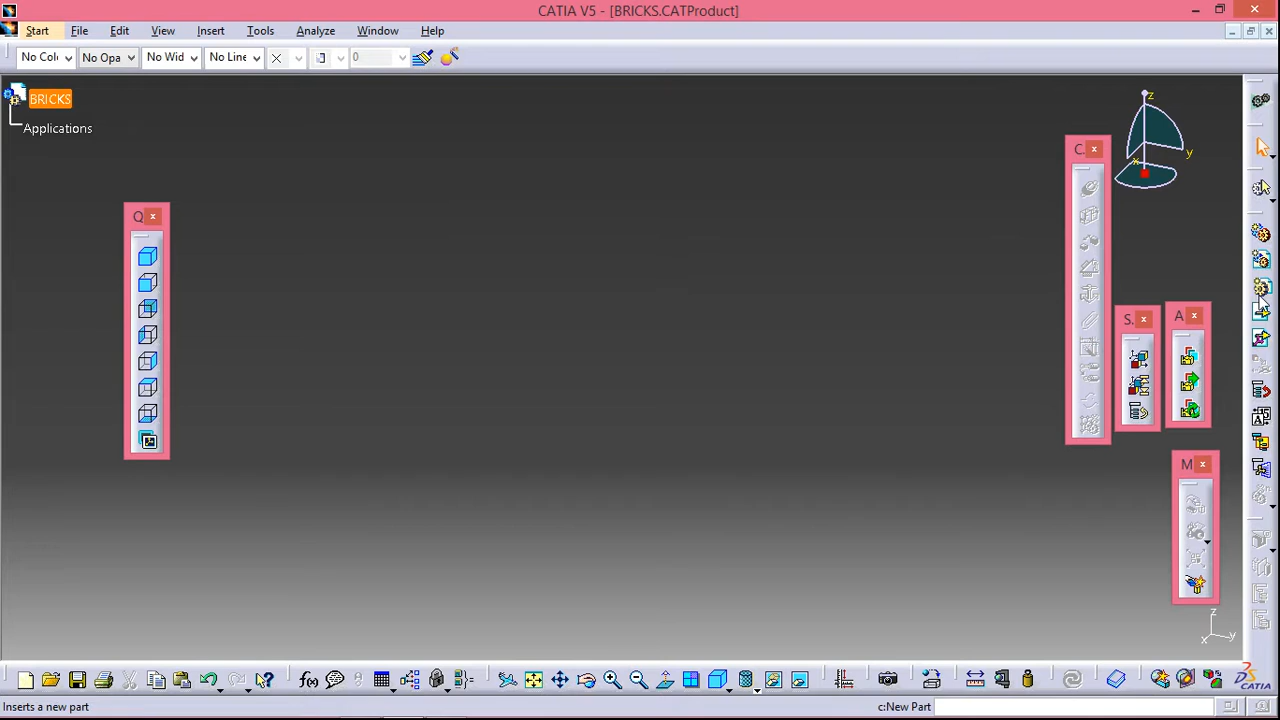 CATIA V5 - [BRICKS.CATProduct]
Start File Edit View Insert Tools Analyze Window Help
No Col No Opa No Wid No Line 0
BRICKS
Applications
z
y
x
C.
Q
S. A
M
z
x y
f(x)
CATIA
Inserts a new part c:New Part